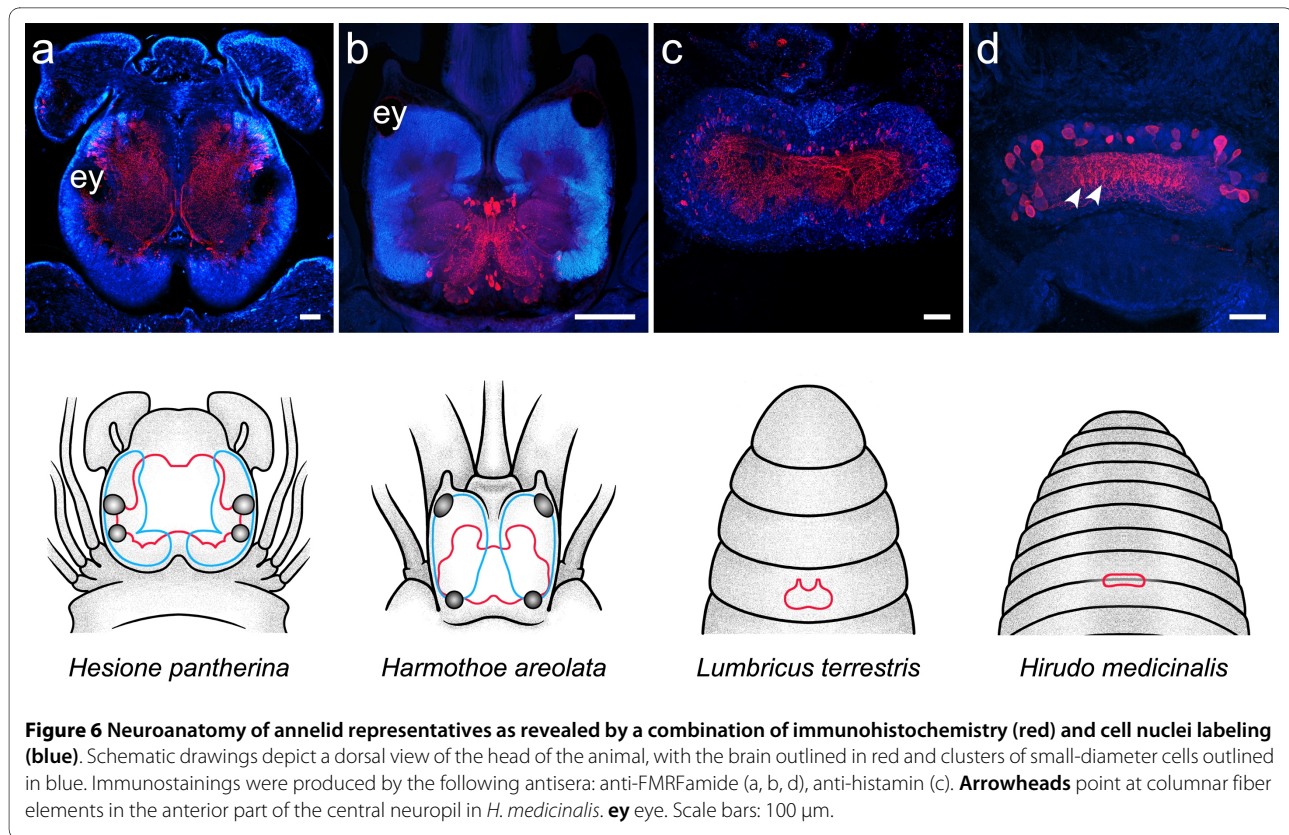 a
b
c
d
ey
ey
Hesione pantherina
Harmothoe areolata
Lumbricus terrestris
Hirudo medicinalis
Figure 6 Neuroanatomy of annelid representatives as revealed by a combination of immunohistochemistry (red) and cell nuclei labeling
(blue). Schematic drawings depict a dorsal view of the head of the animal, with the brain outlined in red and clusters of small-diameter cells outlined
in blue. Immunostainings were produced by the following antisera: anti-FMRFamide (a, b, d), anti-histamin (c). Arrowheads point at columnar fiber
elements in the anterior part of the central neuropil in H. medicinalis. ey eye. Scale bars: 100 μm.